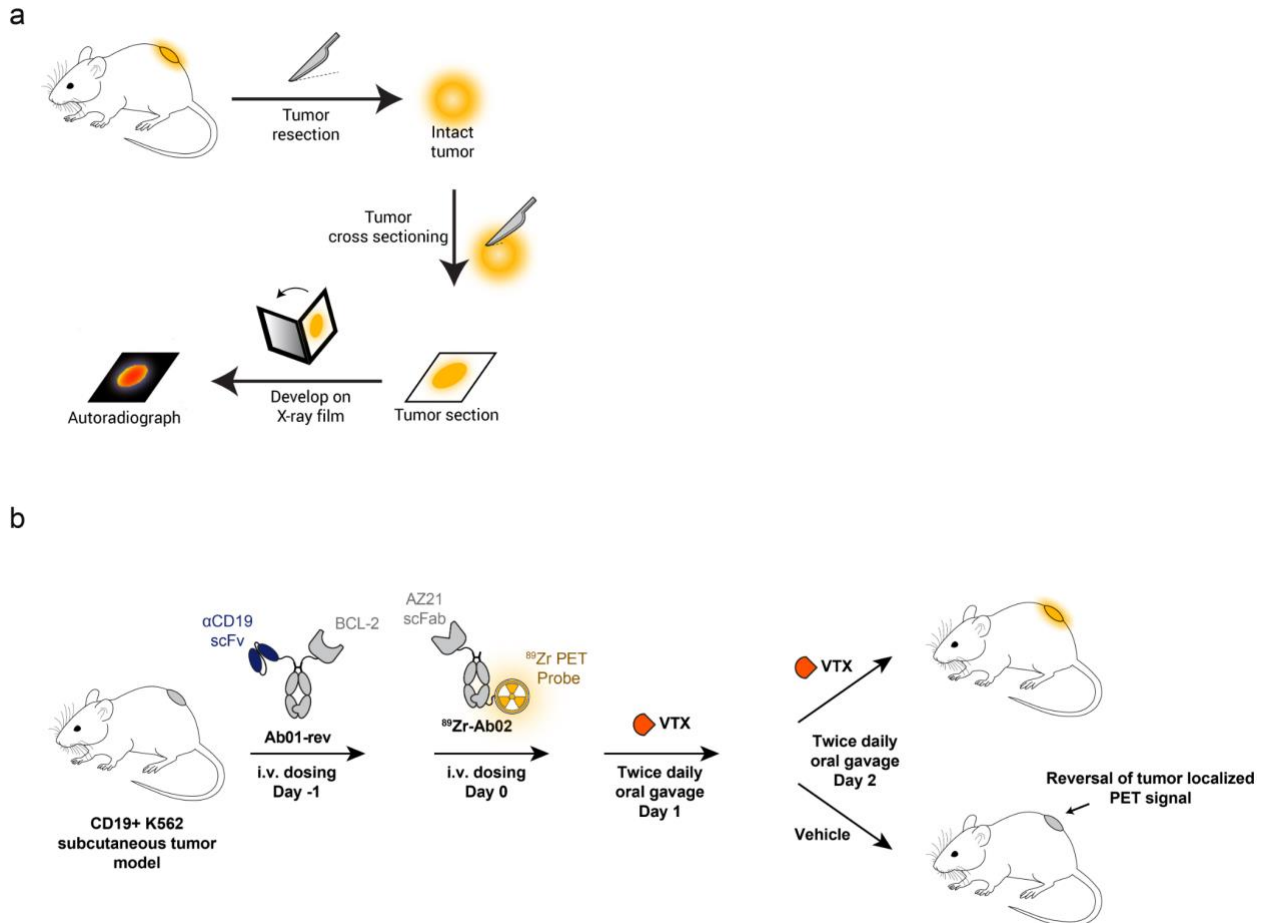 a
Tumor
resection
Intact
tumor
Tumor
cross sectioning
Develop on
X-ray film
Autoradiograph
Tumor section
b
αCD19
scFv
BCL-2
AZ21
scFab
⁸⁹Zr PET
Probe
Ab01-rev
i.v. dosing
Day -1
⁸⁹Zr-Ab02
i.v. dosing
Day 0
VTX
Twice daily
oral gavage
Day 1
VTX
Twice daily
oral gavage
Day 2
Vehicle
Reversal of tumor localized
PET signal
CD19+ K562
subcutaneous tumor
model